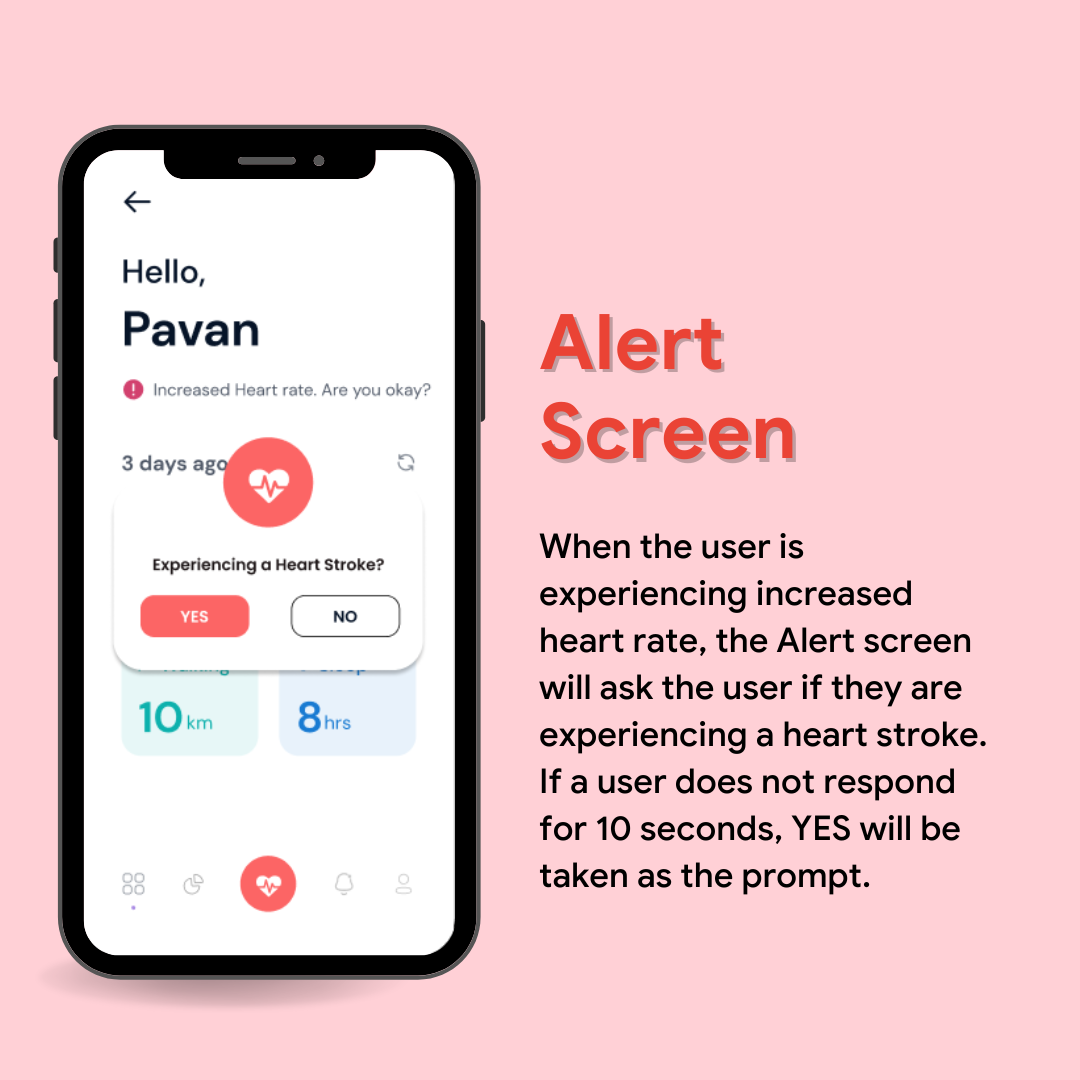 Hello,
Pavan
Increased Heart rate. Are you okay?
3 days ago
Experiencing a Heart Stroke?
YES
NO
10 km
8 hrs
Alert
Screen
When the user is
experiencing increased
heart rate, the Alert screen
will ask the user if they are
experiencing a heart stroke.
If a user does not respond
for 10 seconds, YES will be
taken as the prompt.